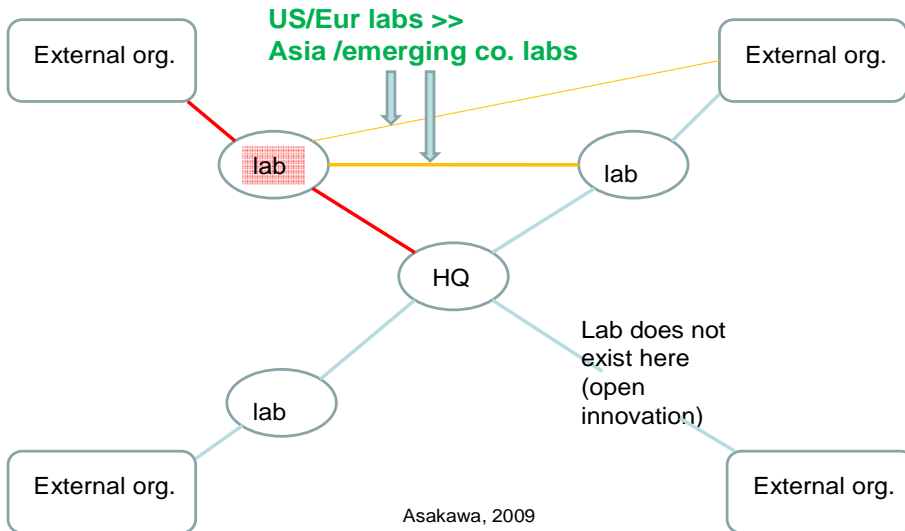 US/Eur labs >>
Asia /emerging co. labs
External org.
External org.
lab
lab
HQ
Lab does not
exist here
(open
innovation)
lab
External org.
External org.
Asakawa, 2009